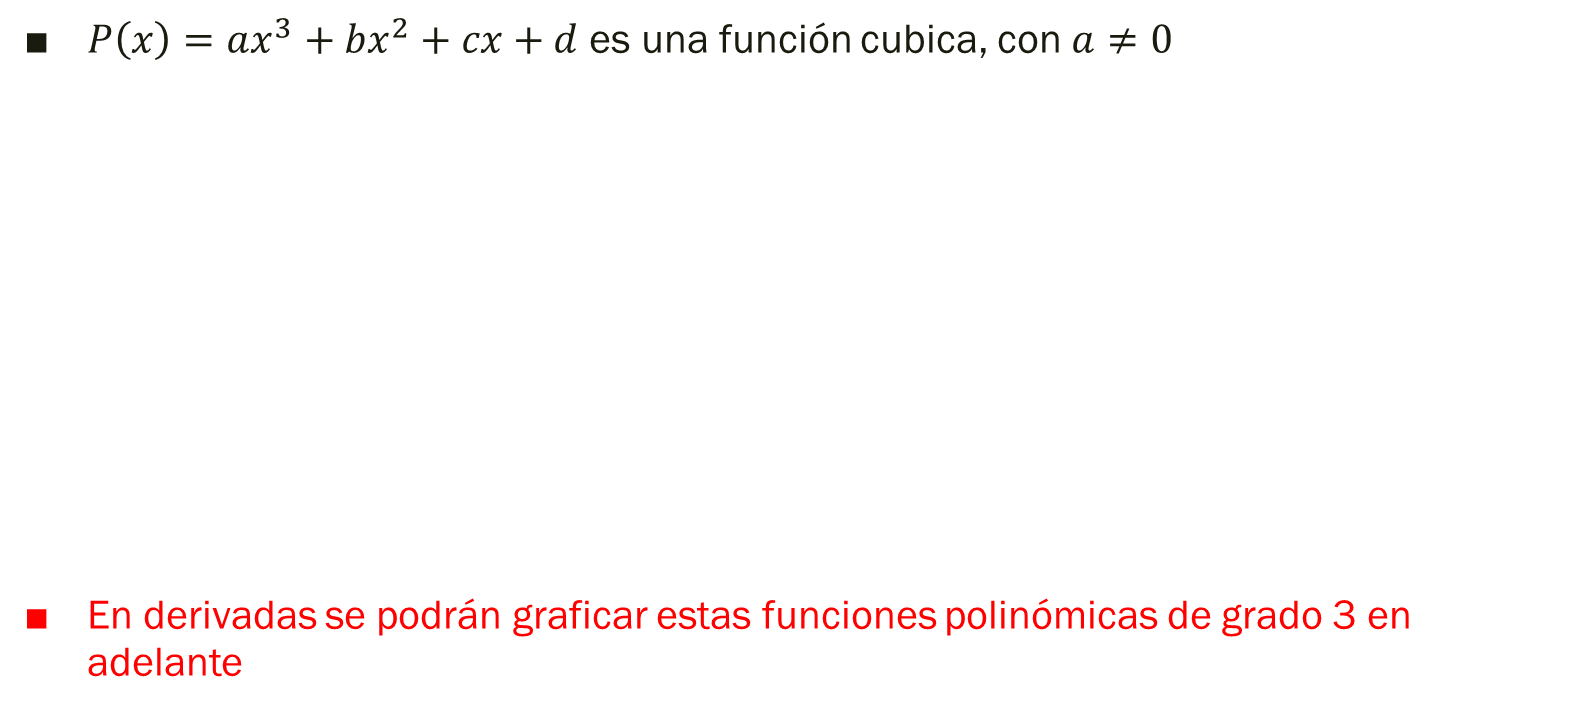 ■ P(x) = ax³ + bx² + cx + d es una función cubica, con a ≠ 0
■ En derivadas se podrán graficar estas funciones polinómicas de grado 3 en
adelante